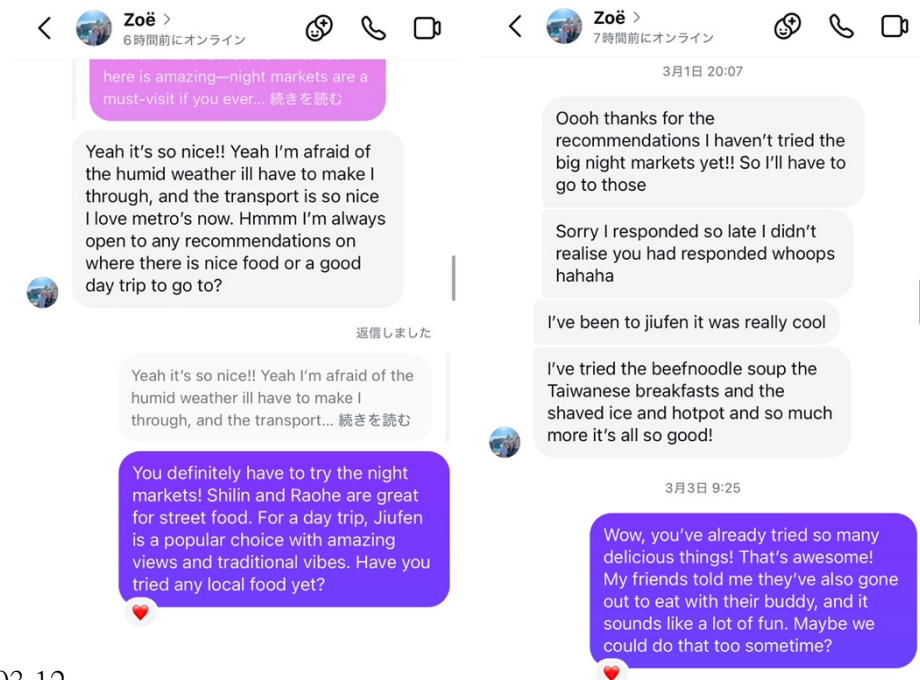 Zoë
6時間前にオンライン
here is amazing—night markets are a
must-visit if you ever... 続きを読む
Yeah it's so nice!! Yeah I'm afraid of
the humid weather ill have to make I
through, and the transport is so nice
I love metro's now. Hmmm I'm always
open to any recommendations on
where there is nice food or a good
day trip to go to?
返信しました
Yeah it's so nice!! Yeah I'm afraid of the
humid weather ill have to make I
through, and the transport... 続きを読む
You definitely have to try the night
markets! Shilin and Raohe are great
for street food. For a day trip, Jiufen
is a popular choice with amazing
views and traditional vibes. Have you
tried any local food yet?
Zoë
7時間前にオンライン
3月1日 20:07
Oooh thanks for the
recommendations I haven't tried the
big night markets yet!! So I'll have to
go to those
Sorry I responded so late I didn't
realise you had responded whoops
hahaha
I've been to jiufen it was really cool
I've tried the beefnoodle soup the
Taiwanese breakfasts and the
shaved ice and hotpot and so much
more it's all so good!
3月3日 9:25
Wow, you've already tried so many
delicious things! That's awesome!
My friends told me they've also gone
out to eat with their buddy, and it
sounds like a lot of fun. Maybe we
could do that too sometime?